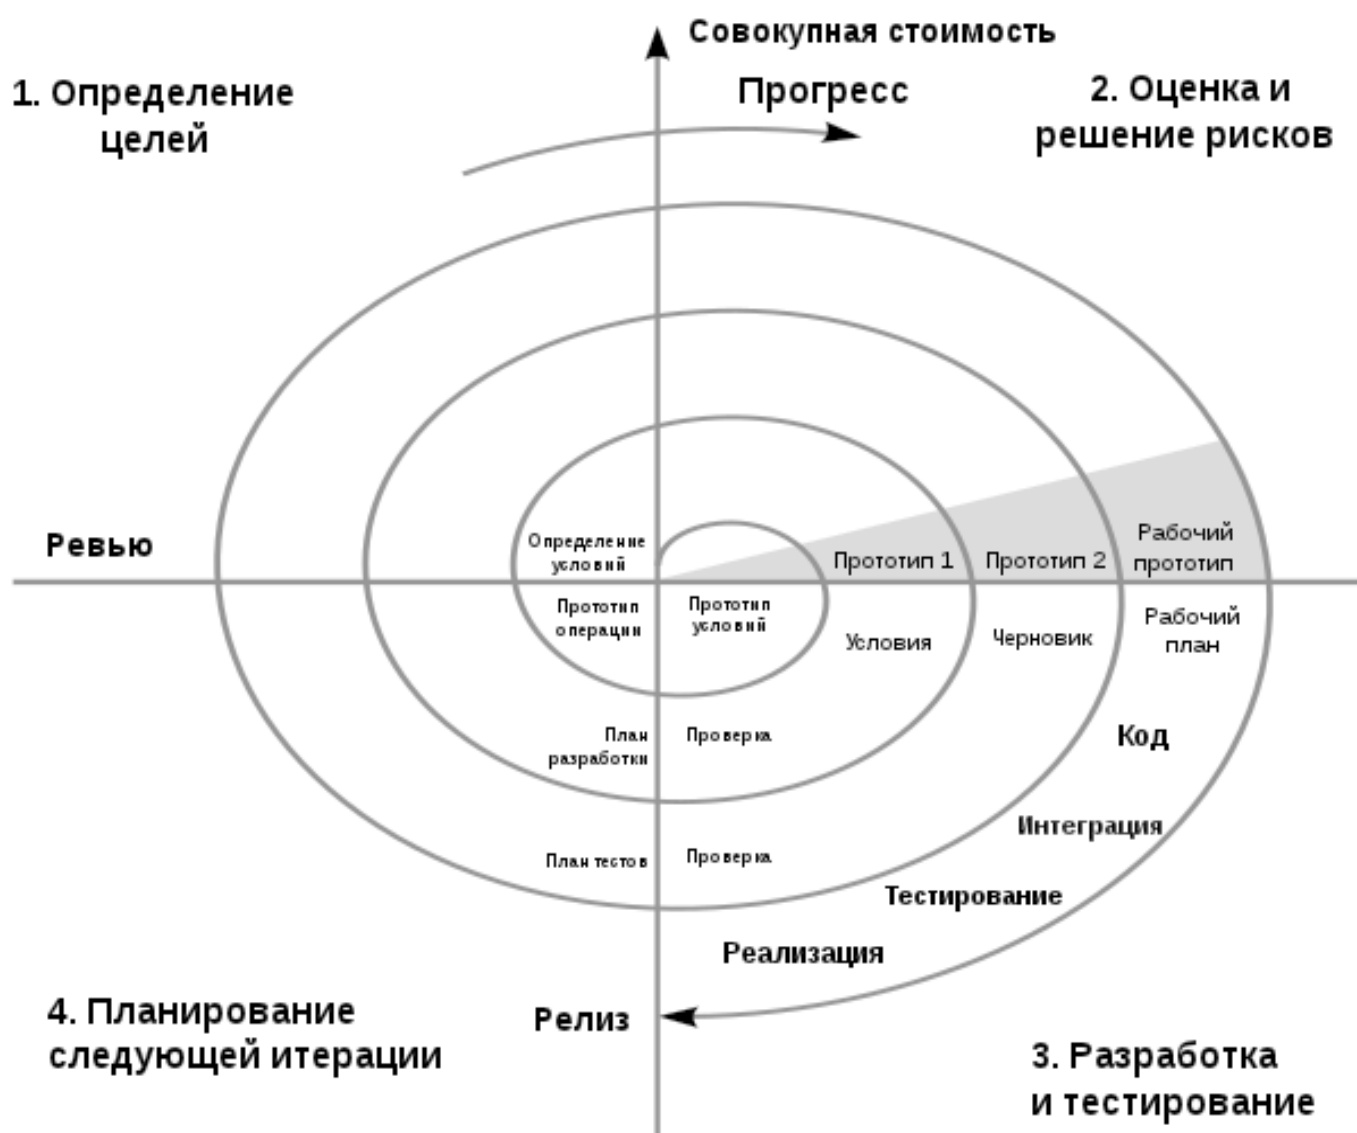 Совокупная стоимость
1. Определение
целей
Прогресс
2. Оценка и
решение рисков
Ревью
Определение
условий
Прототип 1
Прототип 2
Рабочий
прототип
Прототип
операции
Прототип
условий
Условия
Черновик
Рабочий
план
План
разработки
Проверка
Код
Интеграция
План тестов
Проверка
Тестирование
Реализация
Релиз
4. Планирование
следующей итерации
3. Разработка
и тестирование